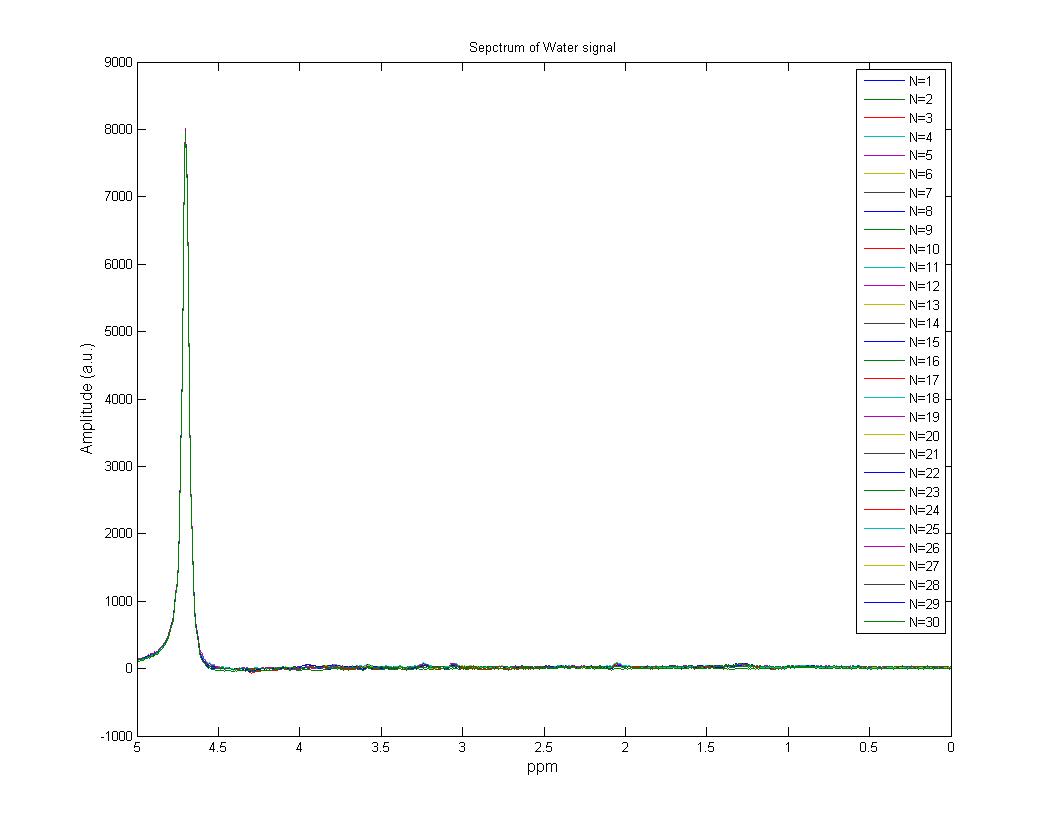 Sepctrum of Water signal
9000
8000
7000
6000
5000
4000
3000
2000
1000
0
-1000
Amplitude (a.u.)
N=1
N=2
N=3
N=4
N=5
N=6
N=7
N=8
N=9
N=10
N=11
N=12
N=13
N=14
N=15
N=16
N=17
N=18
N=19
N=20
N=21
N=22
N=23
N=24
N=25
N=26
N=27
N=28
N=29
N=30
5 4.5 4 3.5 3 2.5 2 1.5 1 0.5 0
ppm